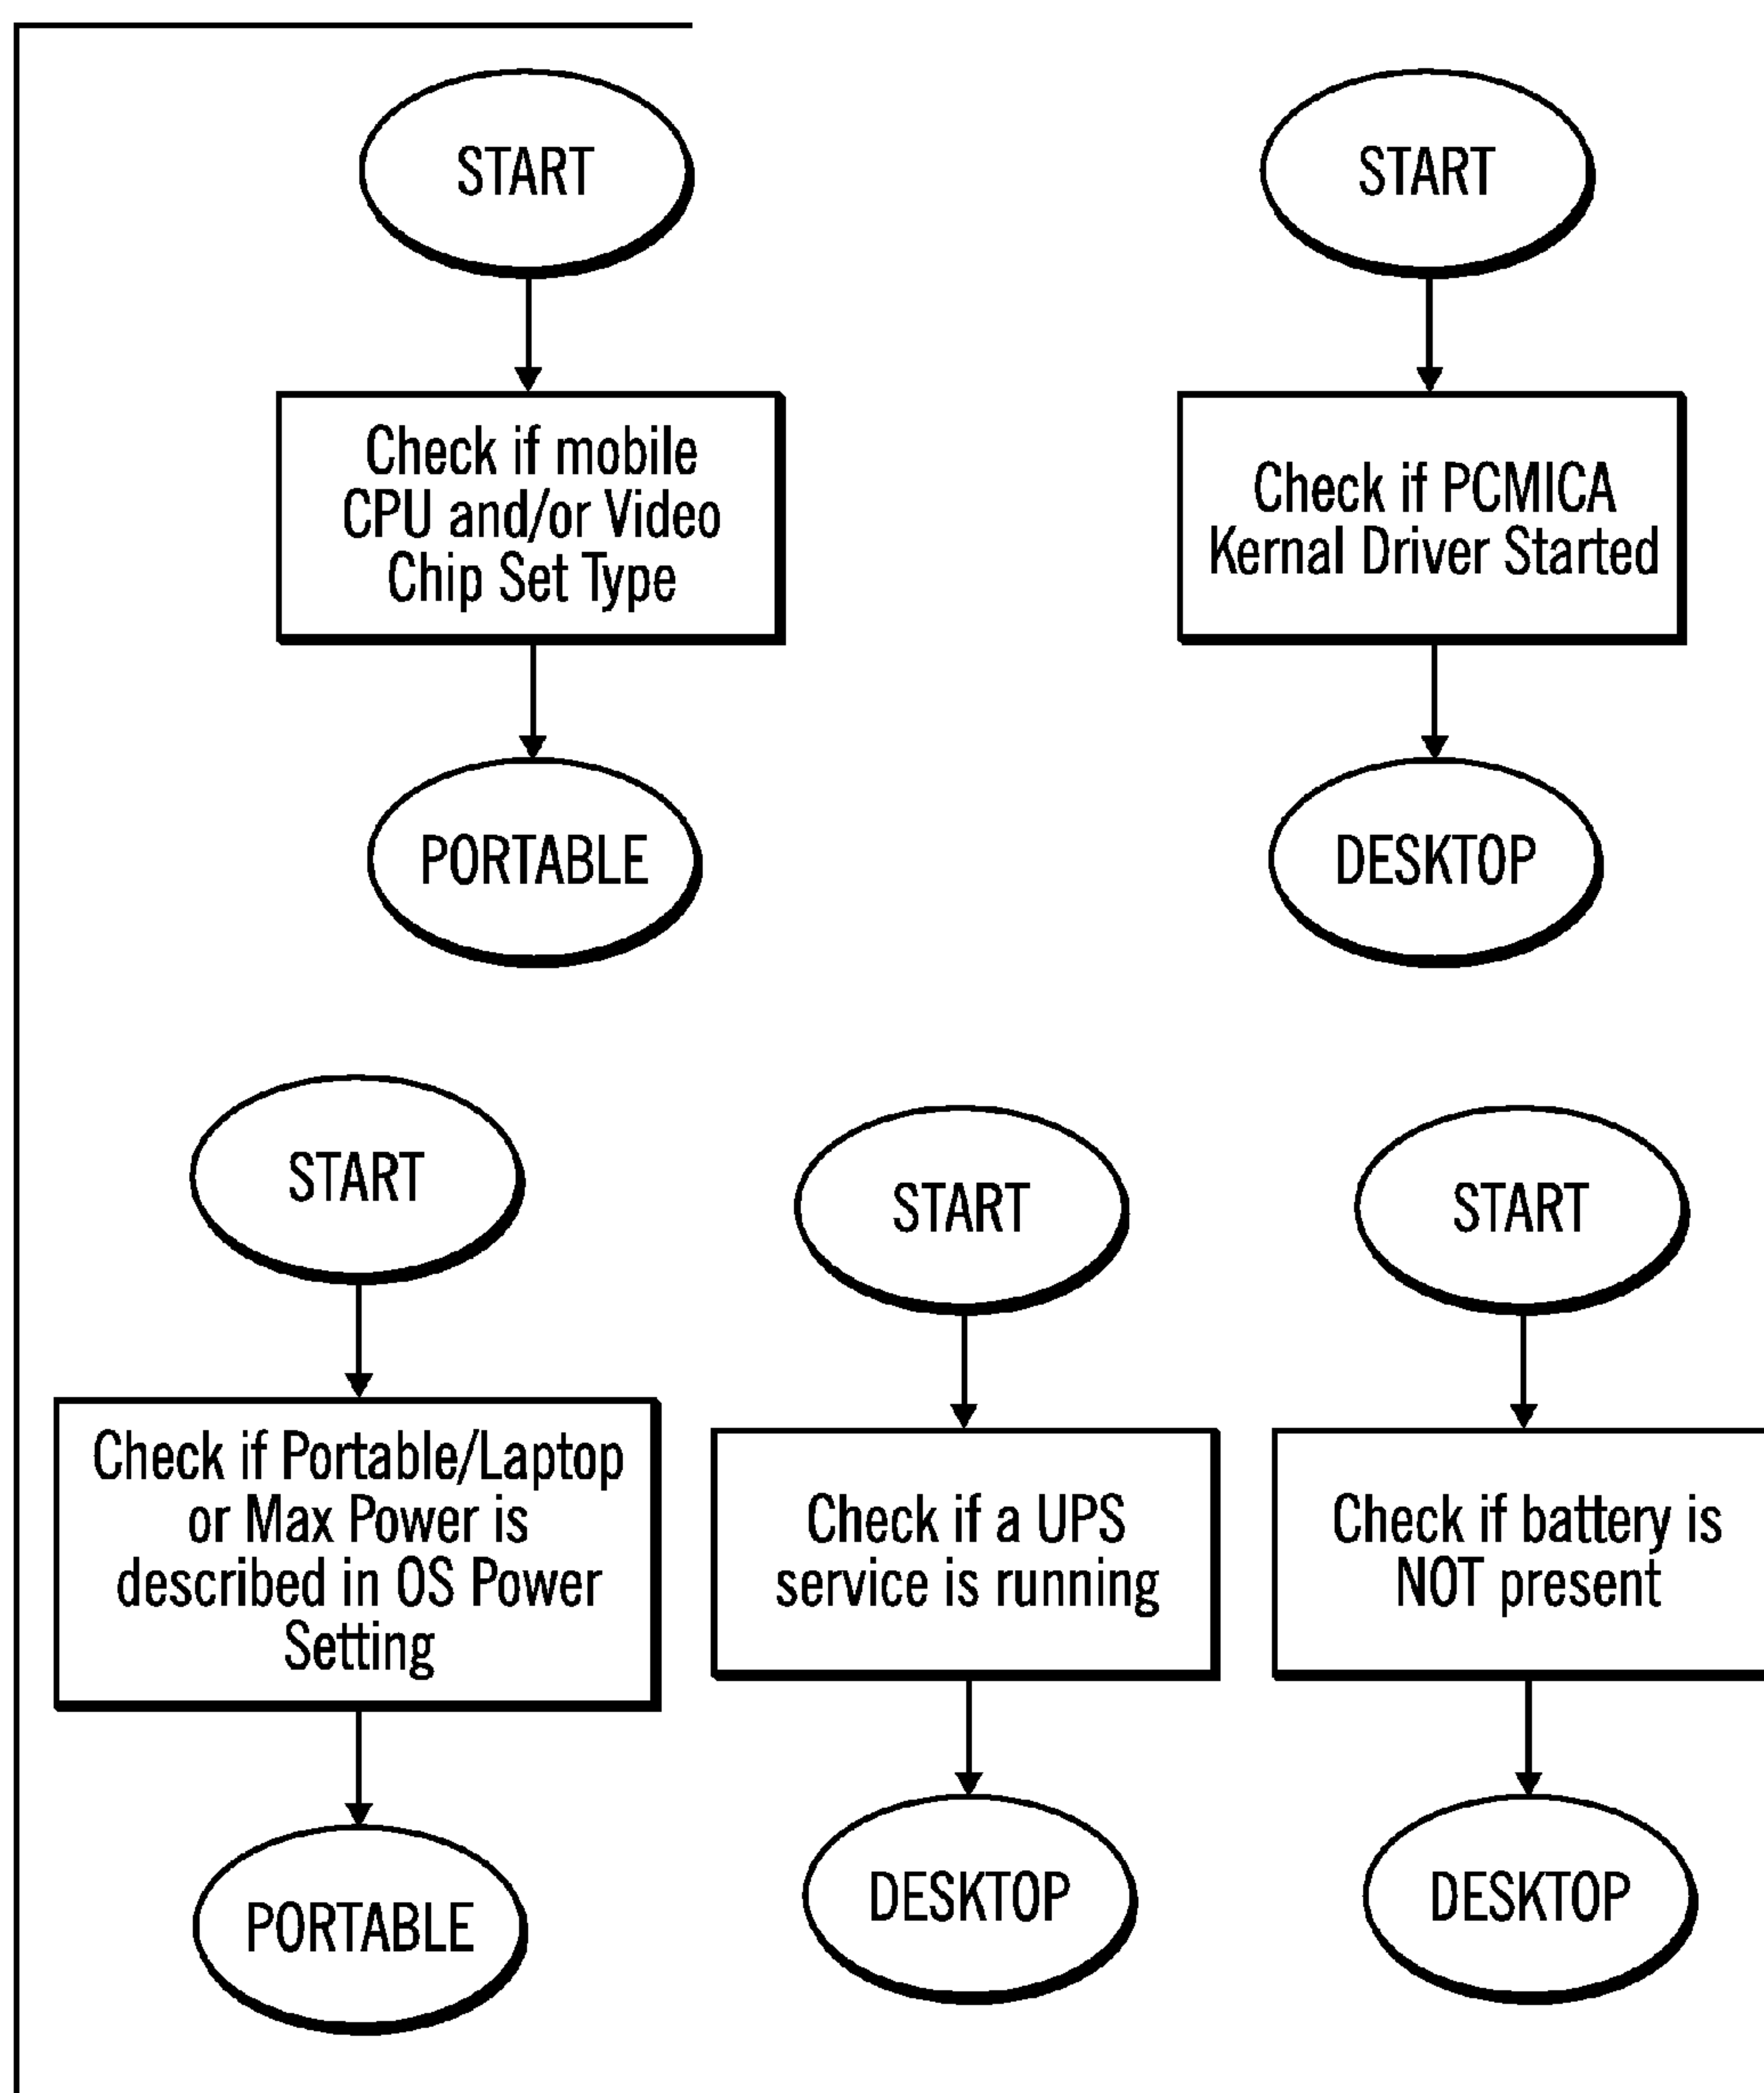 START
Check if mobile
CPU and/or Video
Chip Set Type
PORTABLE
START
Check if PCMICA
Kernal Driver Started
DESKTOP
START
Check if Portable/Laptop
or Max Power is
described in OS Power
Setting
PORTABLE
START
Check if a UPS
service is running
DESKTOP
START
Check if battery is
NOT present
DESKTOP